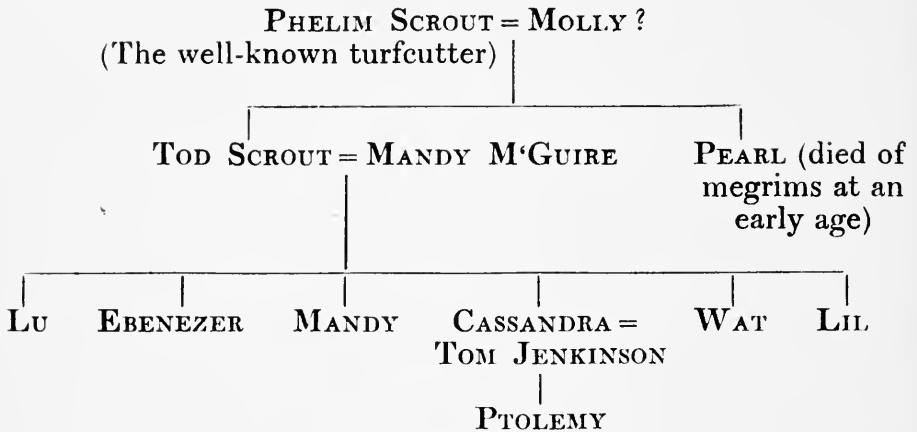 PHELIM SCROUT = MOLLY ?
(The well-known turfcutter)
TOD SCROUT = MANDY M‘GUIRE
PEARL (died of
megrims at an
early age)
LU EBENEZER MANDY CASSANDRA = WAT LIL
TOM JENKINSON
PTOLEMY